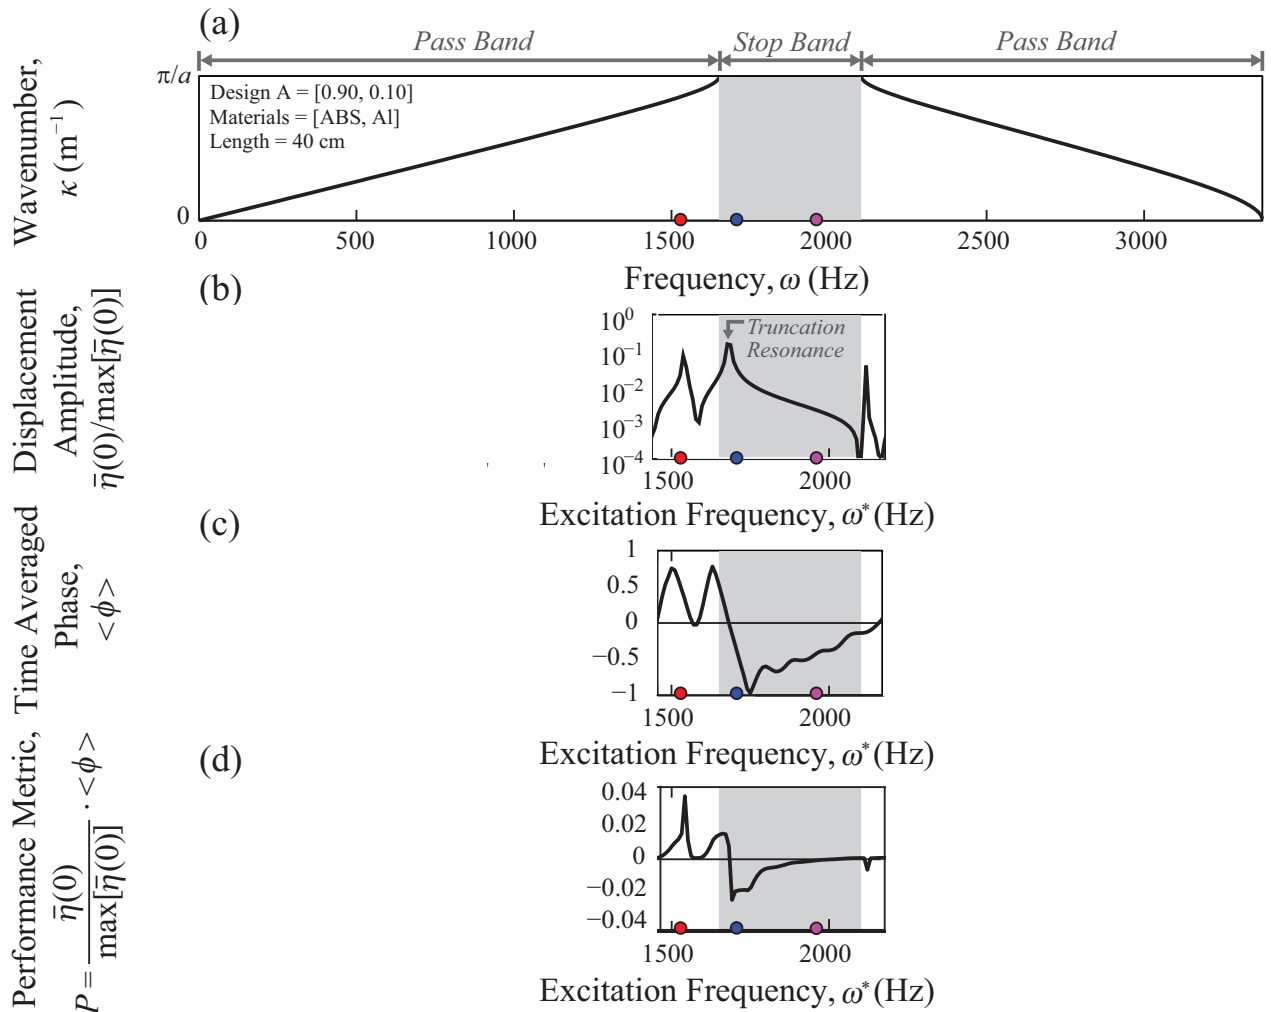 (a)
Pass Band
Stop Band
Pass Band
Wavenumber,
κ (m⁻¹)
π/a
0
Design A = [0.90, 0.10]
Materials = [ABS, Al]
Length = 40 cm
0
500
1000
1500
2000
2500
3000
Frequency, ω (Hz)
(b)
Displacement
Amplitude,
η̄(0)/max[η̄(0)]
10⁰
10⁻¹
10⁻²
10⁻³
10⁻⁴
Truncation
Resonance
1500
2000
Excitation Frequency, ω* (Hz)
(c)
Time Averaged
Phase,
<ϕ>
1
0.5
0
−0.5
−1
1500
2000
Excitation Frequency, ω* (Hz)
(d)
Performance Metric,
P = η̄(0) / max[η̄(0)] · <ϕ>
0.04
0.02
0
−0.02
−0.04
1500
2000
Excitation Frequency, ω* (Hz)